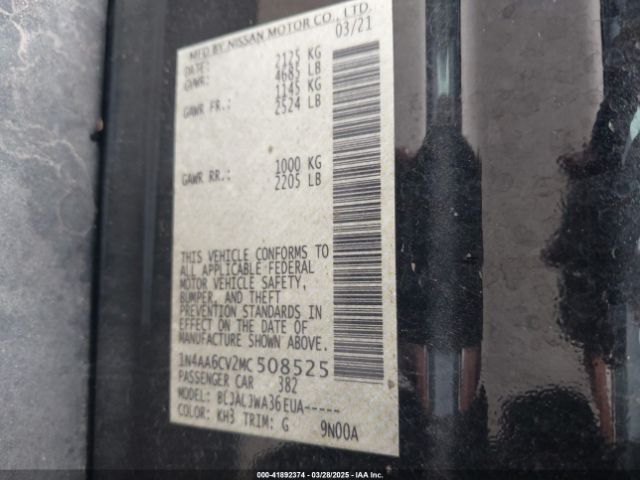 MFD BY NISSAN MOTOR CO., LTD.
DATE: 03/21
GVWR: 2125 KG
4685 LB
GAWR FR.: 1145 KG
2524 LB
GAWR RR.: 1000 KG
2205 LB
THIS VEHICLE CONFORMS TO
ALL APPLICABLE FEDERAL
MOTOR VEHICLE SAFETY,
BUMPER, AND THEFT
PREVENTION STANDARDS IN
EFFECT ON THE DATE OF
MANUFACTURE SHOWN ABOVE.
1N4AA6CV2MC508525
PASSENGER CAR 382
MODEL: BLJALJWA36EUA-----
COLOR: KH3 TRIM: G 9N00A
000-41892374 | 03/28/2025 - IAA Inc.